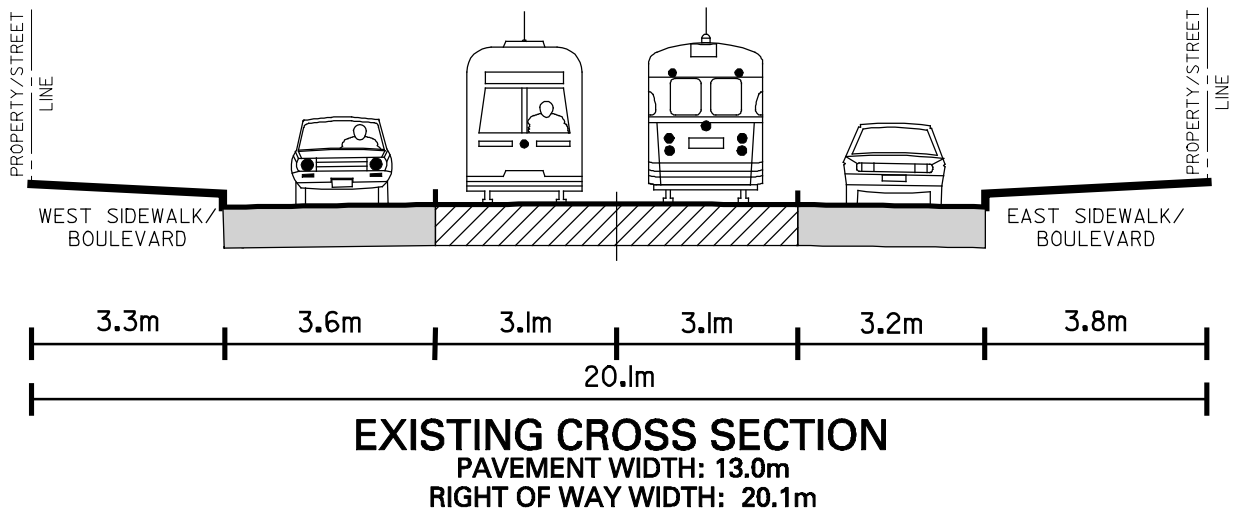 PROPERTY/STREET
LINE
PROPERTY/STREET
LINE
WEST SIDEWALK/
BOULEVARD
EAST SIDEWALK/
BOULEVARD
3.3m
3.6m
3.1m
3.1m
3.2m
3.8m
20.1m
EXISTING CROSS SECTION
PAVEMENT WIDTH: 13.0m
RIGHT OF WAY WIDTH: 20.1m